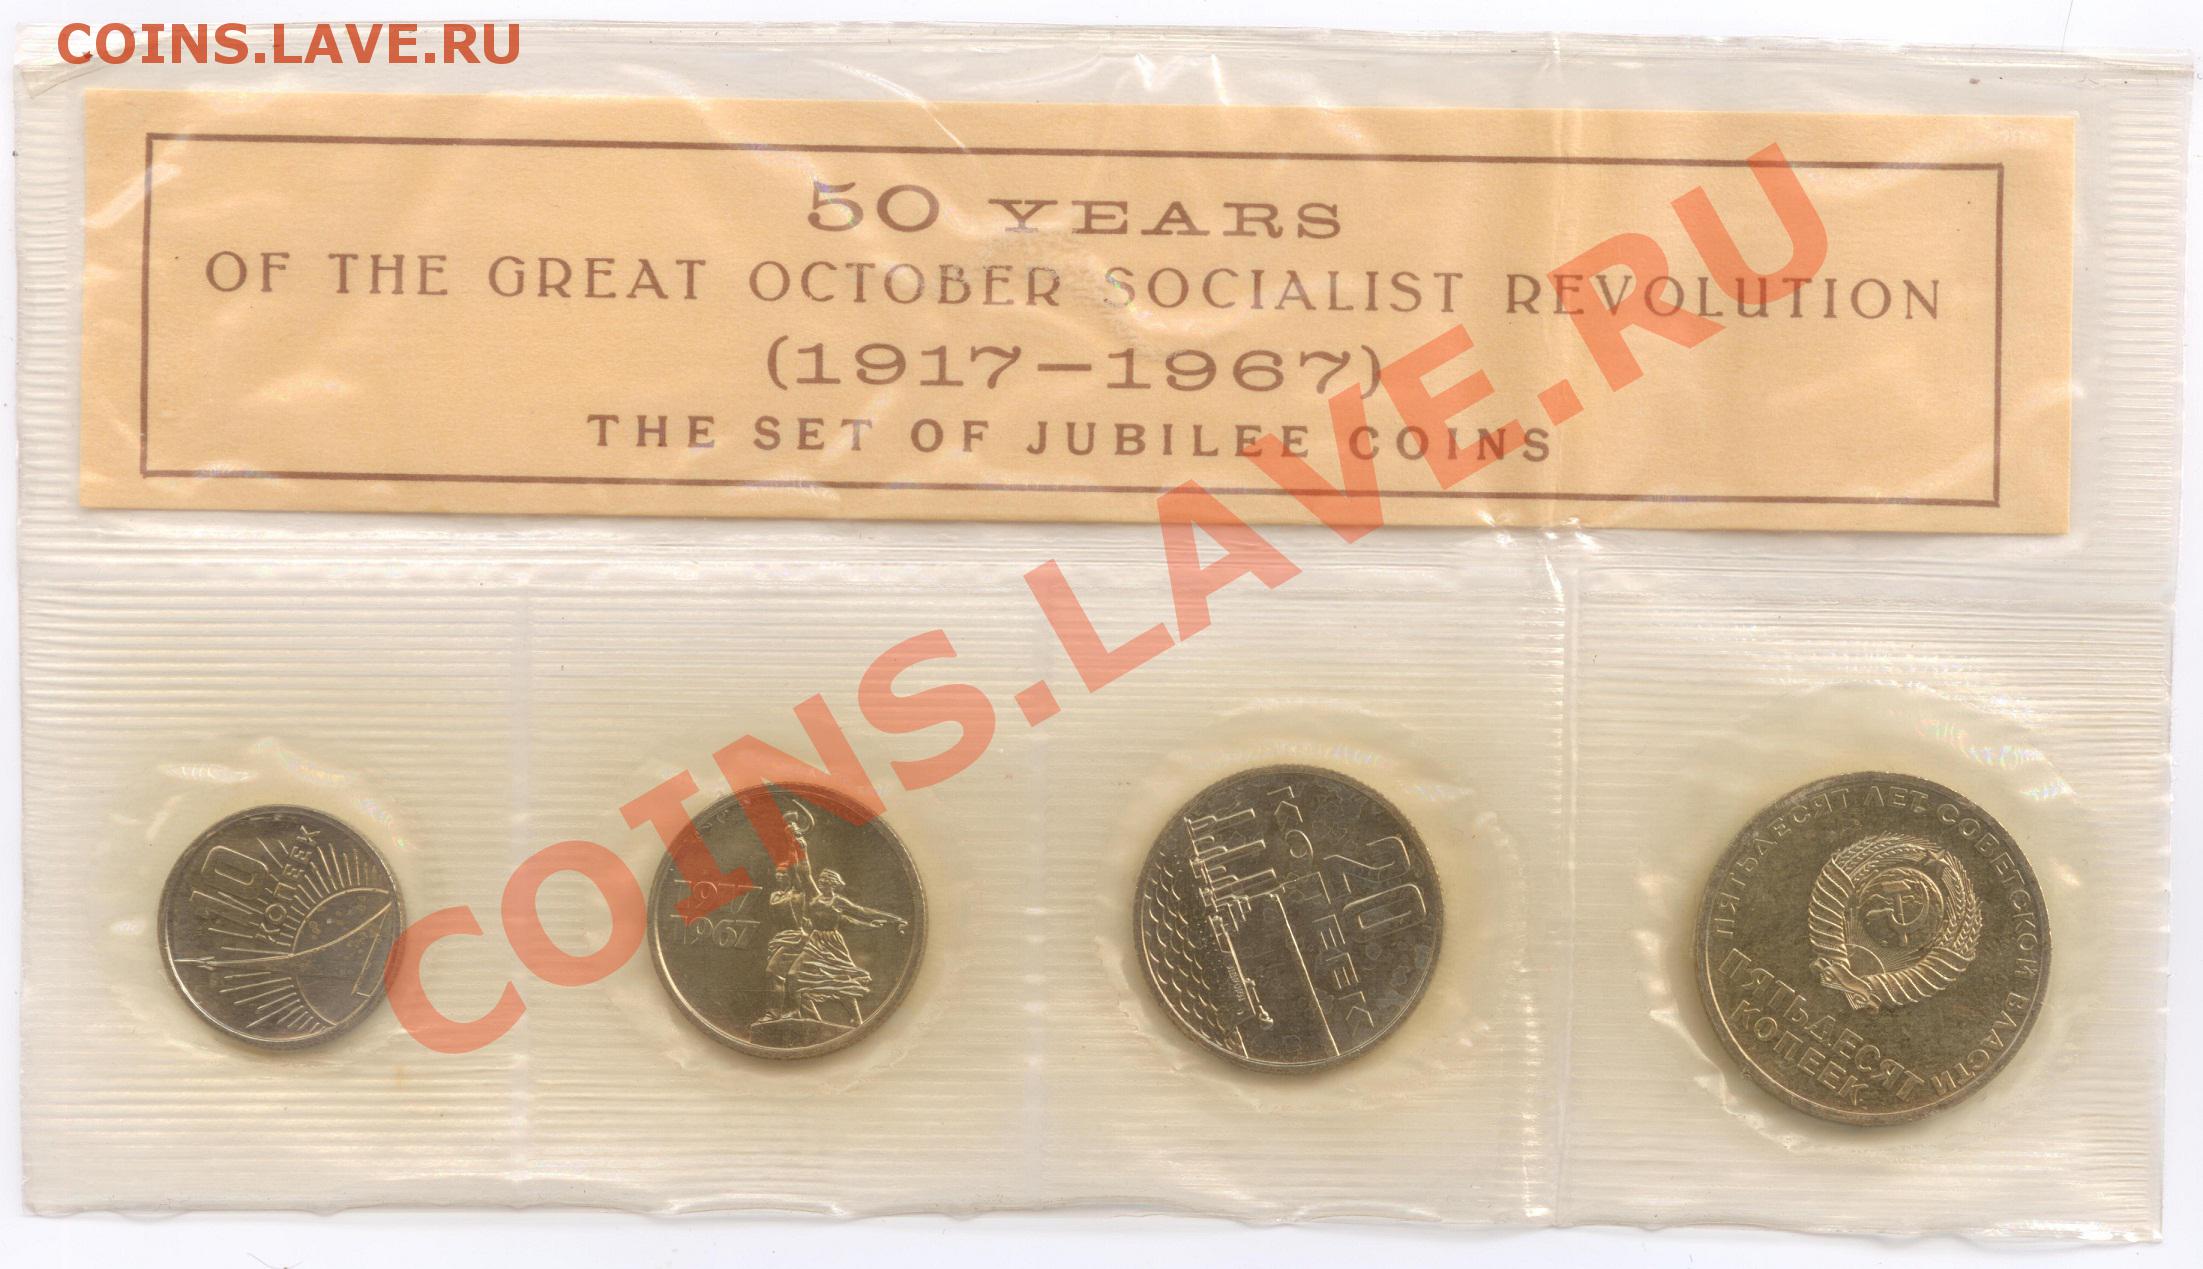 COINS.LAVE.RU
50 YEARS
OF THE GREAT OCTOBER SOCIALIST REVOLUTION
(1917–1967)
THE SET OF JUBILEE COINS
COINS.LAVE.RU
10
КОПЕЕК
1917
1967
20
КОПЕЕК
ПЯТЬДЕСЯТ ЛЕТ СОВЕТСКОЙ ВЛАСТИ
ПЯТЬДЕСЯТ
КОПЕЕК